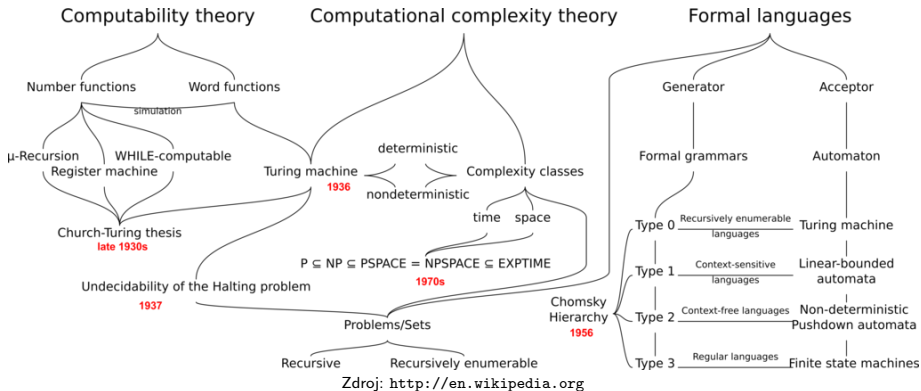 Computability theory
Computational complexity theory
Formal languages
Number functions
Word functions
Generator
Acceptor
simulation
μ-Recursion
WHILE-computable
Register machine
Turing machine
1936
deterministic
nondeterministic
Complexity classes
Formal grammars
Automaton
Church-Turing thesis
late 1930s
time
space
P ⊆ NP ⊆ PSPACE = NPSPACE ⊆ EXPTIME
1970s
Undecidability of the Halting problem
1937
Problems/Sets
Recursive
Recursively enumerable
Chomsky
Hierarchy
1956
Type 0
Recursively enumerable
languages
Turing machine
Type 1
Context-sensitive
languages
Linear-bounded
automata
Type 2
Context-free languages
Non-deterministic
Pushdown automata
Type 3
Regular languages
Finite state machines
Zdroj: http://en.wikipedia.org